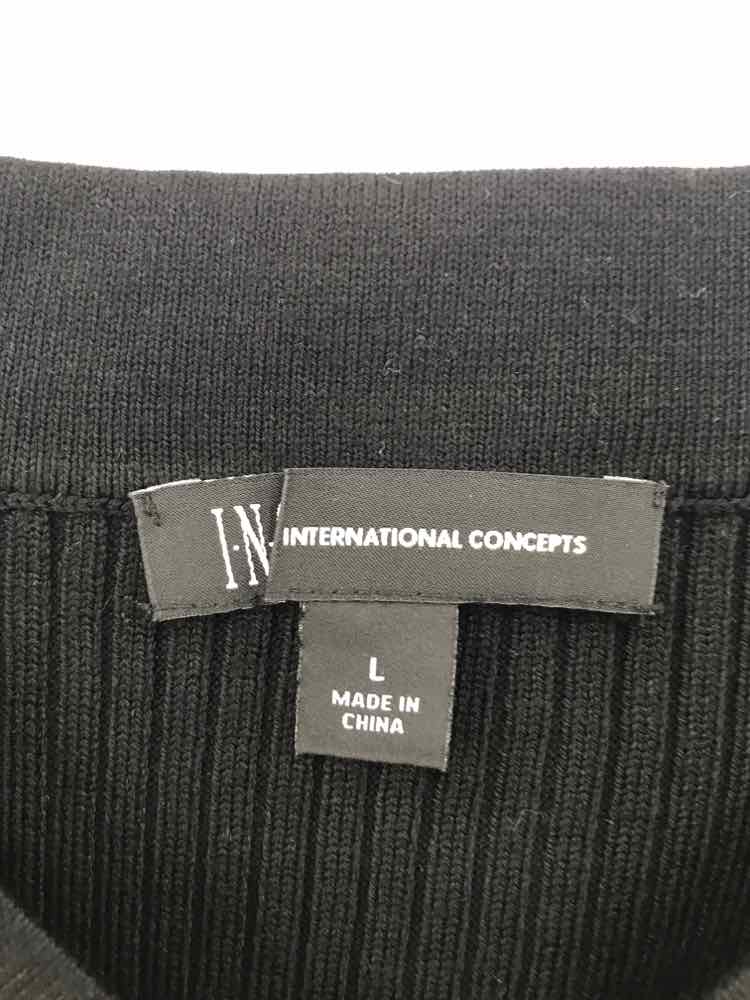 I·N· INTERNATIONAL CONCEPTS
L
MADE IN
CHINA